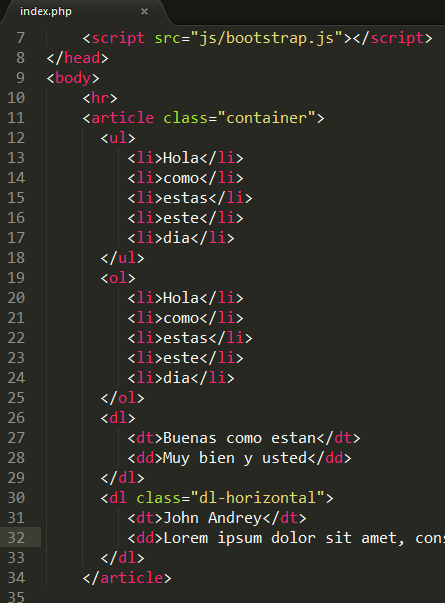 index.php ×
7 <script src="js/bootstrap.js"></script>
8 </head>
9 <body>
10 <hr>
11 <article class="container">
12 <ul>
13 <li>Hola</li>
14 <li>como</li>
15 <li>estas</li>
16 <li>este</li>
17 <li>dia</li>
18 </ul>
19 <ol>
20 <li>Hola</li>
21 <li>como</li>
22 <li>estas</li>
23 <li>este</li>
24 <li>dia</li>
25 </ol>
26 <dl>
27 <dt>Buenas como estan</dt>
28 <dd>Muy bien y usted</dd>
29 </dl>
30 <dl class="dl-horizontal">
31 <dt>John Andrey</dt>
32 <dd>Lorem ipsum dolor sit amet, cons
33 </dl>
34 </article>
35